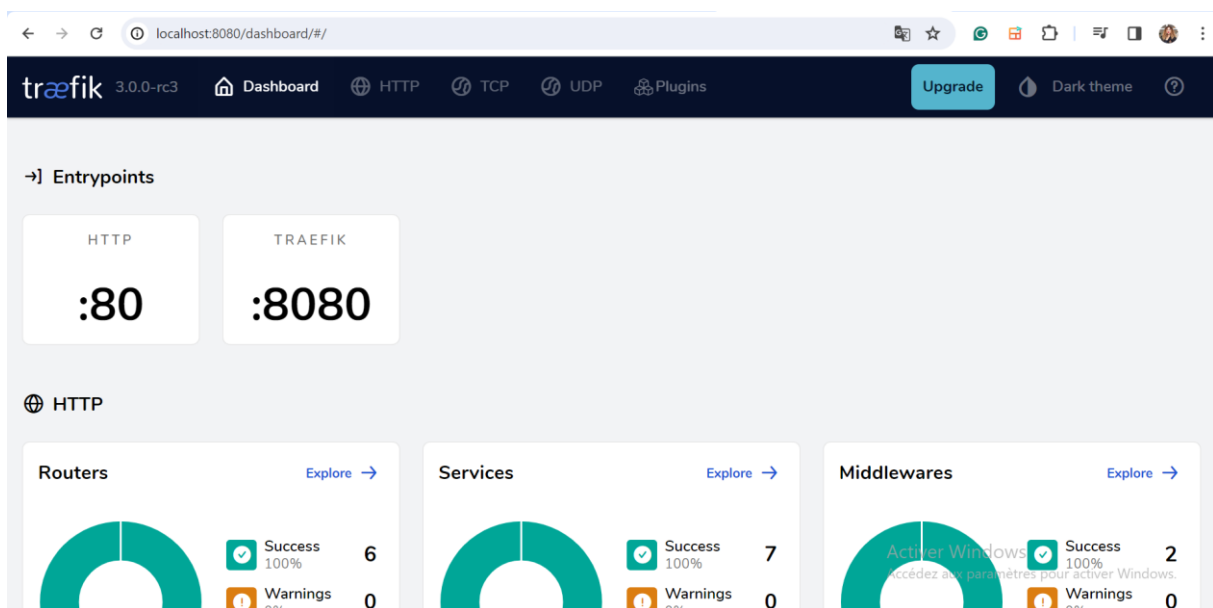 localhost:8080/dashboard/#/
træfik 3.0.0-rc3 Dashboard HTTP TCP UDP Plugins Upgrade Dark theme
Entrypoints
HTTP TRAEFIK
:80 :8080
HTTP
Routers Explore → Services Explore → Middlewares Explore →
Success 6 Success 7 Success 2
100% 100% 100%
Activer Windows
Accédez aux paramètres pour activer Windows.
Warnings 0 Warnings 0 Warnings 0